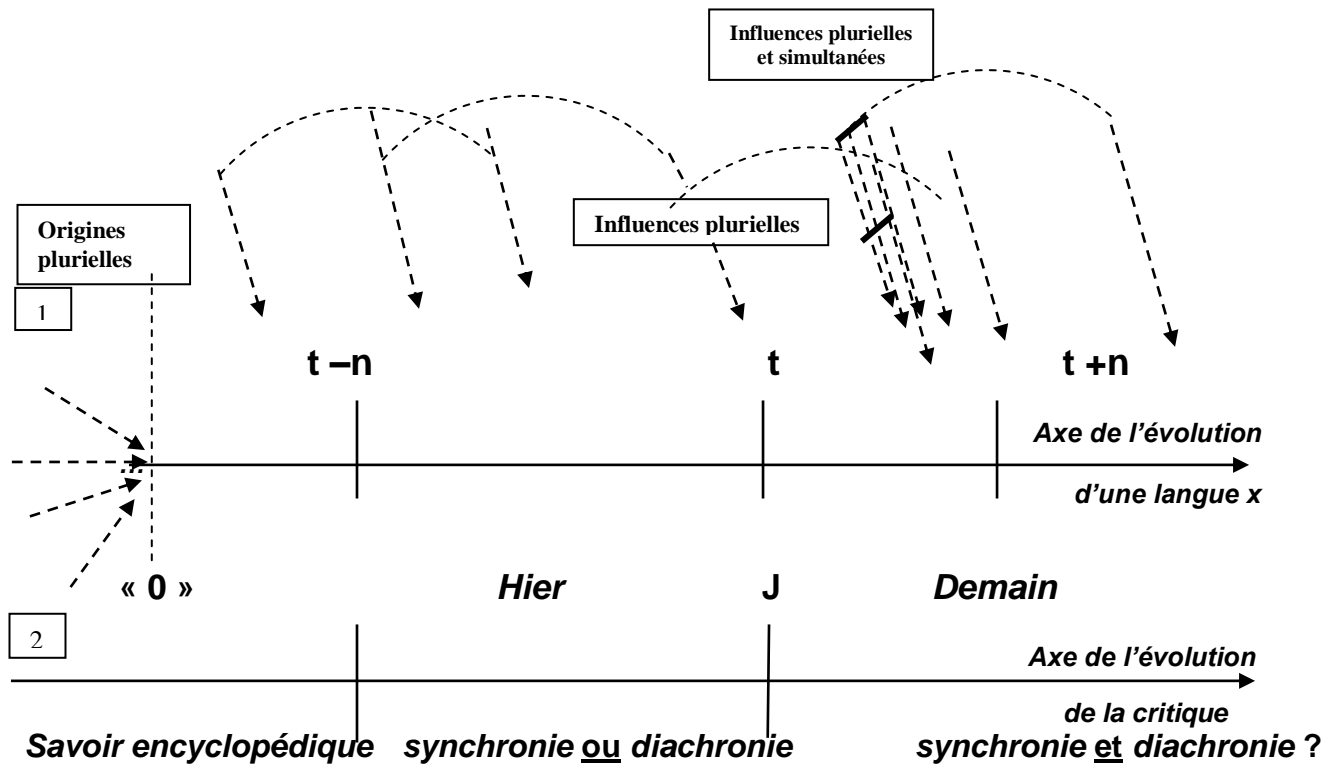 Influences plurielles
et simultanées
Origines
plurielles
Influences plurielles
1
t –n
t
t +n
Axe de l'évolution
d'une langue x
« 0 »
Hier
J
Demain
2
Axe de l'évolution
de la critique
Savoir encyclopédique synchronie ou diachronie synchronie et diachronie ?